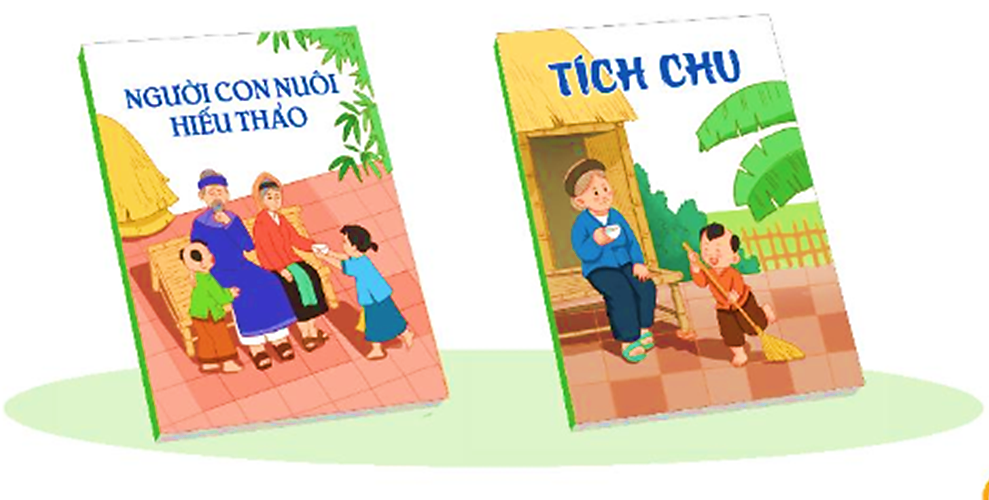 NGƯỜI CON NUÔI
HIẾU THẢO
TÍCH CHU